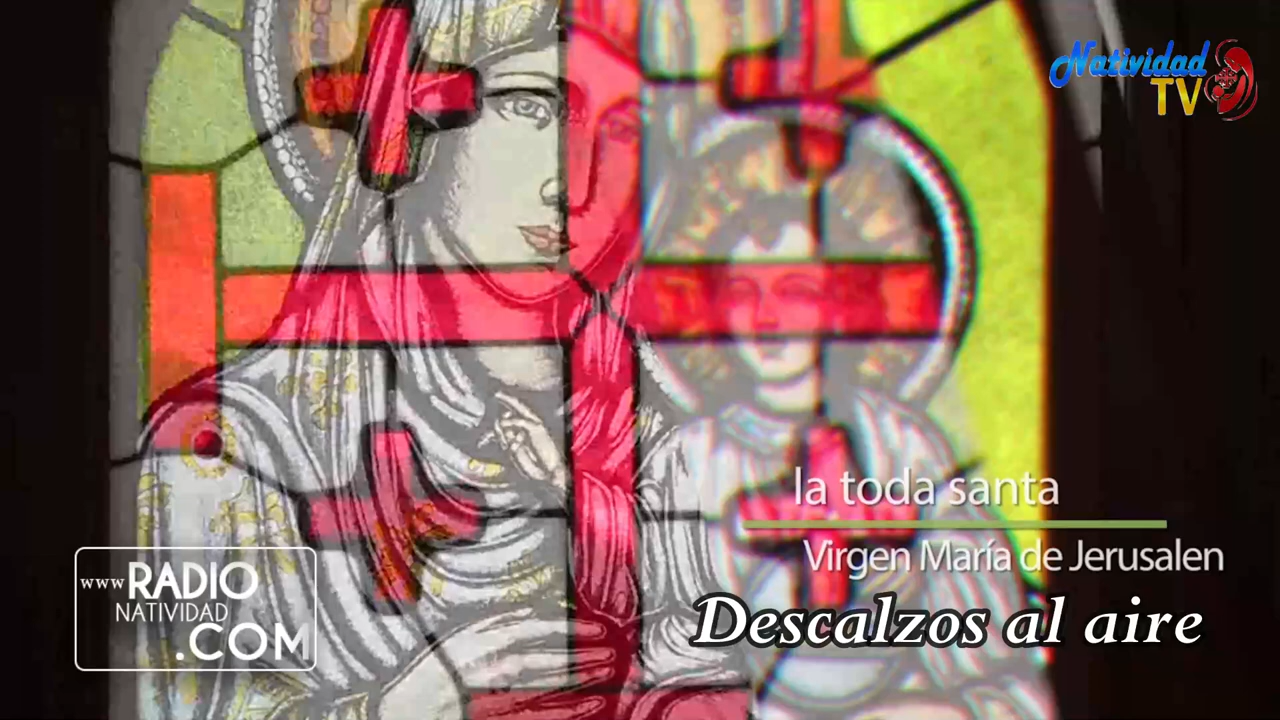 Natividad
TV
la toda santa
Virgen María de Jerusalen
Descalzos al aire
www RADIO
NATIVIDAD
.COM